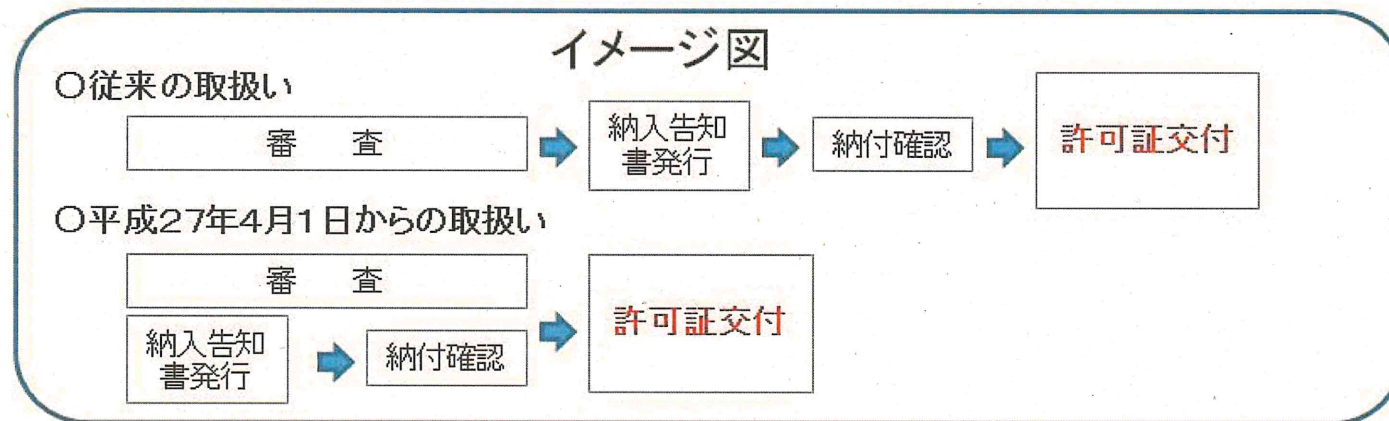 イメージ図
〇従来の取扱い
審　査
納入告知
書発行
納付確認
許可証交付
〇平成27年4月1日からの取扱い
審　査
納入告知
書発行
納付確認
許可証交付